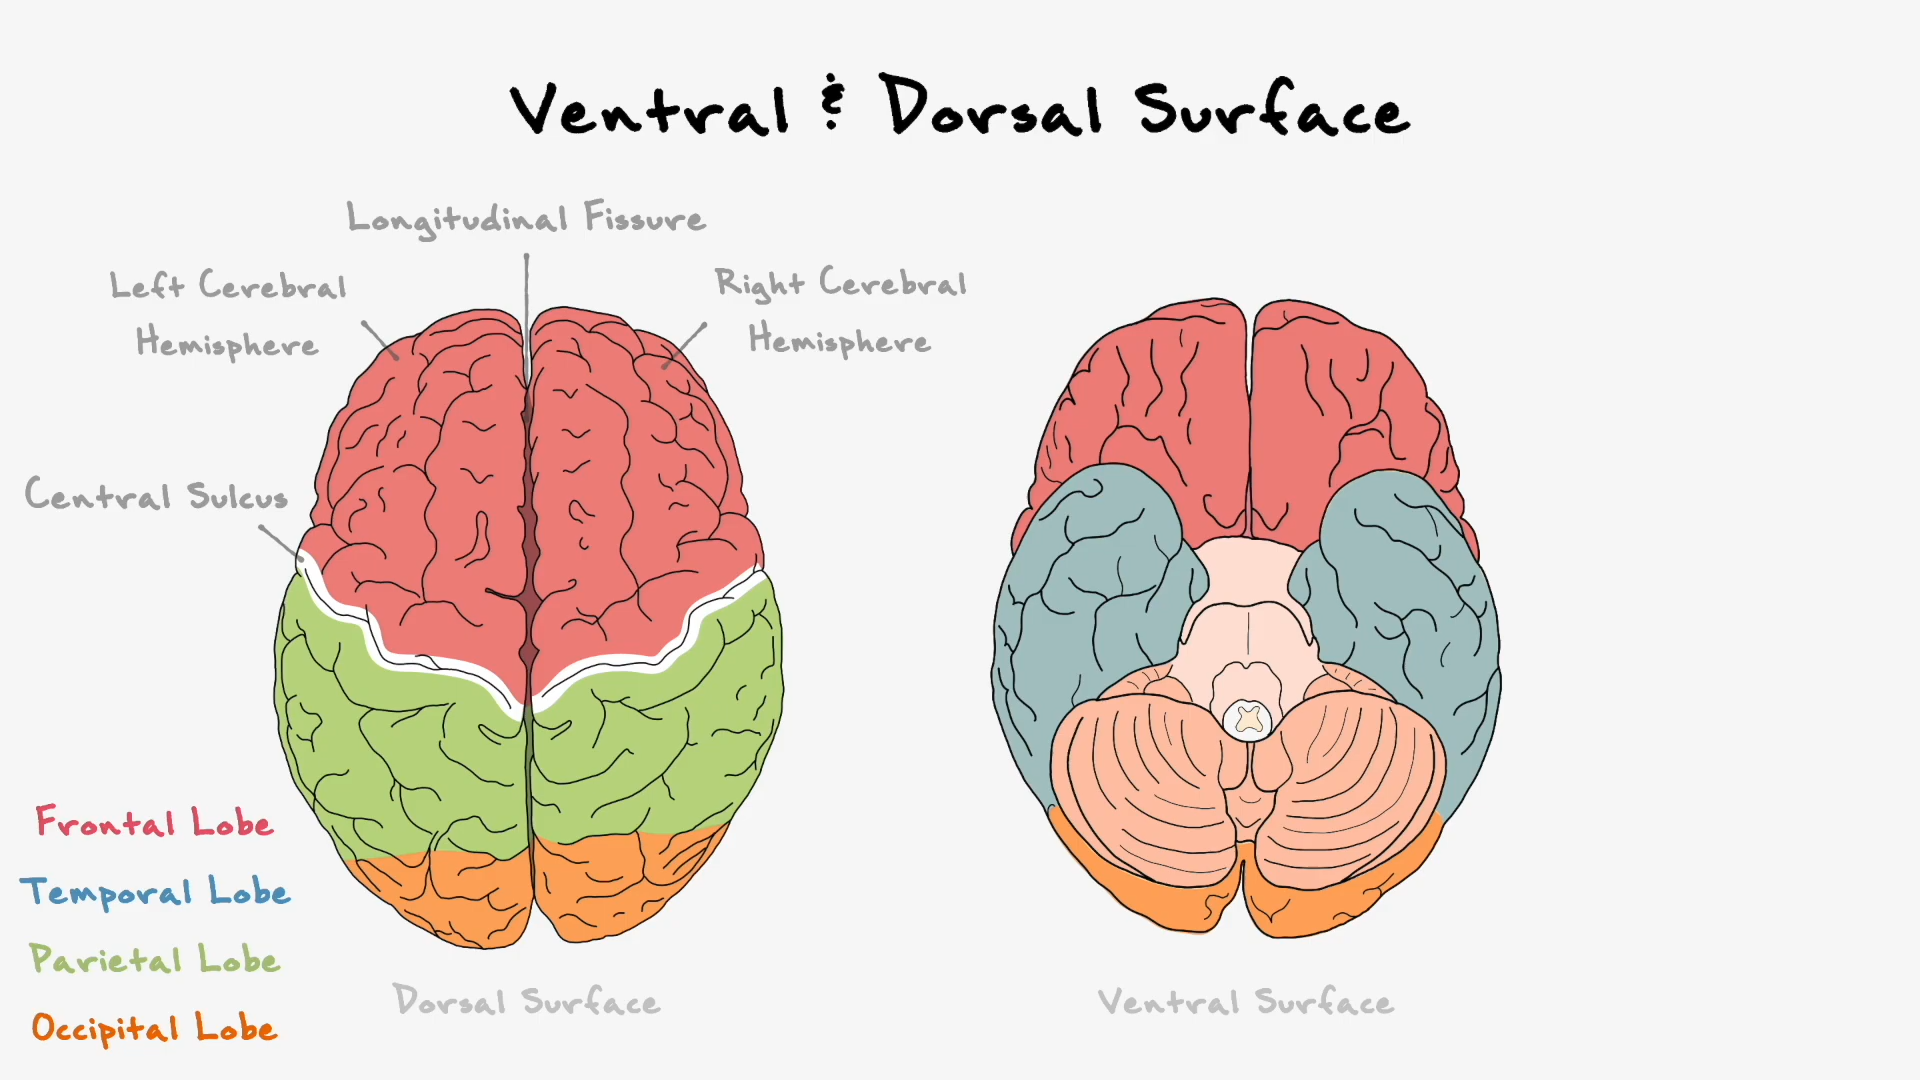 Ventral & Dorsal Surface
Longitudinal Fissure
Left Cerebral
Hemisphere
Right Cerebral
Hemisphere
Central Sulcus
Frontal Lobe
Temporal Lobe
Parietal Lobe
Occipital Lobe
Dorsal Surface
Ventral Surface